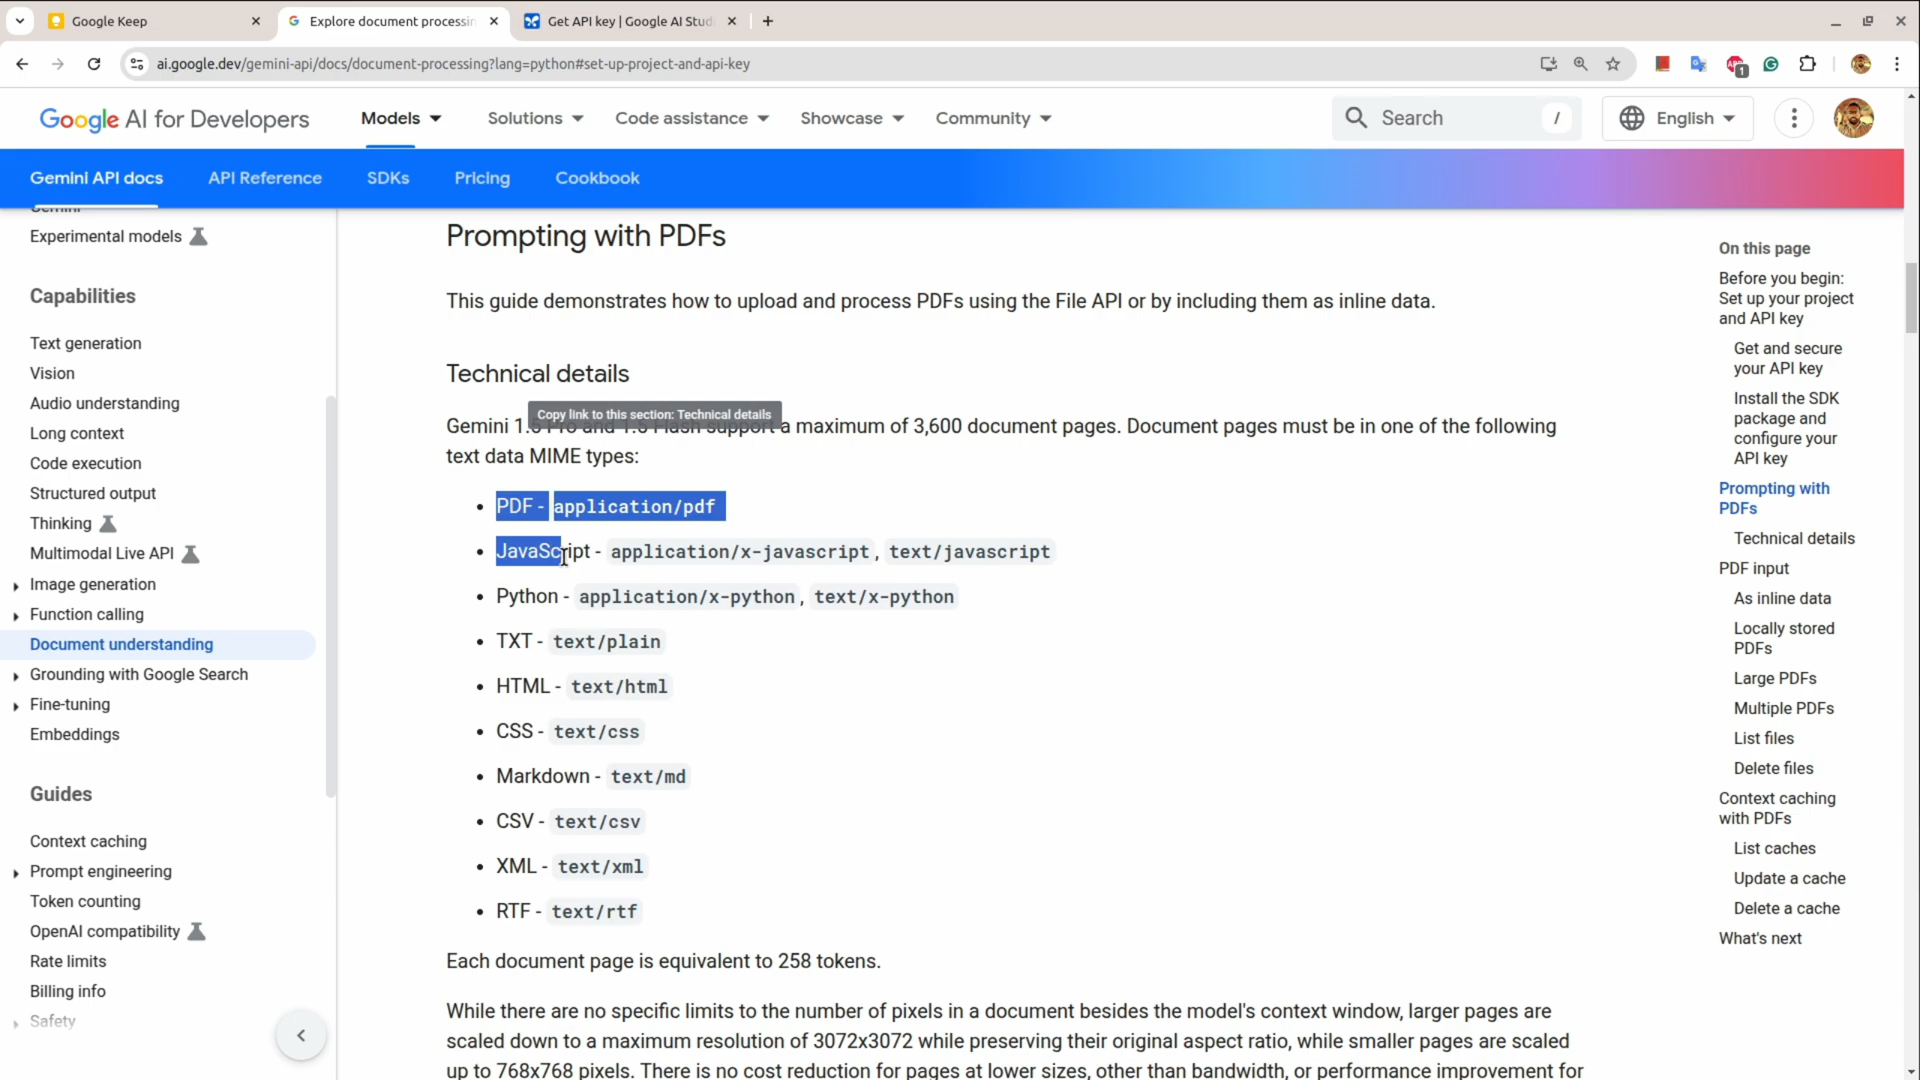 Google Keep
Explore document processin
Get API key | Google AI Stud
ai.google.dev/gemini-api/docs/document-processing?lang=python#set-up-project-and-api-key
1
Google AI for Developers
Models
Solutions
Code assistance
Showcase
Community
Search
/
English
Gemini API docs
API Reference
SDKs
Pricing
Cookbook
Gemini
Experimental models
Capabilities
Text generation
Vision
Audio understanding
Long context
Code execution
Structured output
Thinking
Multimodal Live API
Image generation
Function calling
Document understanding
Grounding with Google Search
Fine-tuning
Embeddings
Guides
Context caching
Prompt engineering
Token counting
OpenAI compatibility
Rate limits
Billing info
Safety
Prompting with PDFs
This guide demonstrates how to upload and process PDFs using the File API or by including them as inline data.
Technical details
Copy link to this section: Technical details
Gemini 1.5 Pro and 1.5 Flash support a maximum of 3,600 document pages. Document pages must be in one of the following
text data MIME types:
• PDF - application/pdf
• JavaScript - application/x-javascript, text/javascript
• Python - application/x-python, text/x-python
• TXT - text/plain
• HTML - text/html
• CSS - text/css
• Markdown - text/md
• CSV - text/csv
• XML - text/xml
• RTF - text/rtf
Each document page is equivalent to 258 tokens.
While there are no specific limits to the number of pixels in a document besides the model's context window, larger pages are
scaled down to a maximum resolution of 3072x3072 while preserving their original aspect ratio, while smaller pages are scaled
up to 768x768 pixels. There is no cost reduction for pages at lower sizes, other than bandwidth, or performance improvement for
On this page
Before you begin:
Set up your project
and API key
Get and secure
your API key
Install the SDK
package and
configure your
API key
Prompting with
PDFs
Technical details
PDF input
As inline data
Locally stored
PDFs
Large PDFs
Multiple PDFs
List files
Delete files
Context caching
with PDFs
List caches
Update a cache
Delete a cache
What's next